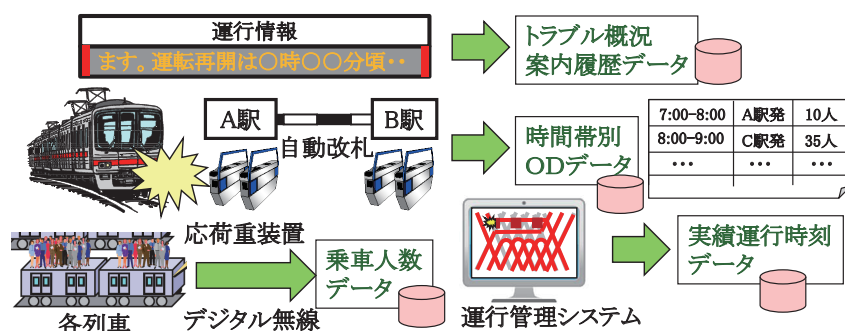 運行情報
ます。運転再開は〇時〇〇分頃・・
トラブル概況
案内履歴データ
A駅
B駅
自動改札
時間帯別
ODデータ
7:00-8:00 A駅発 10人
8:00-9:00 C駅発 35人
… … …
応荷重装置
デジタル無線
各列車
乗車人数
データ
運行管理システム
実績運行時刻
データ